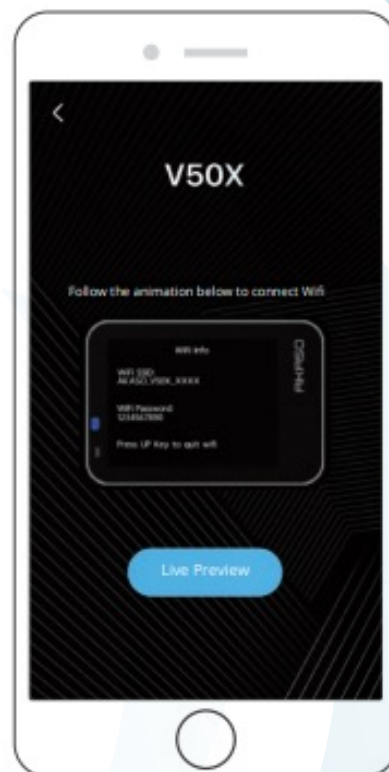 V50X
Follow the animation below to connect Wifi
WiFi Info
WiFi SSID:
AKASO_V50X_XXXX
WiFi Password:
1234567890
Press UP Key to quit wifi
AKASO
Live Preview